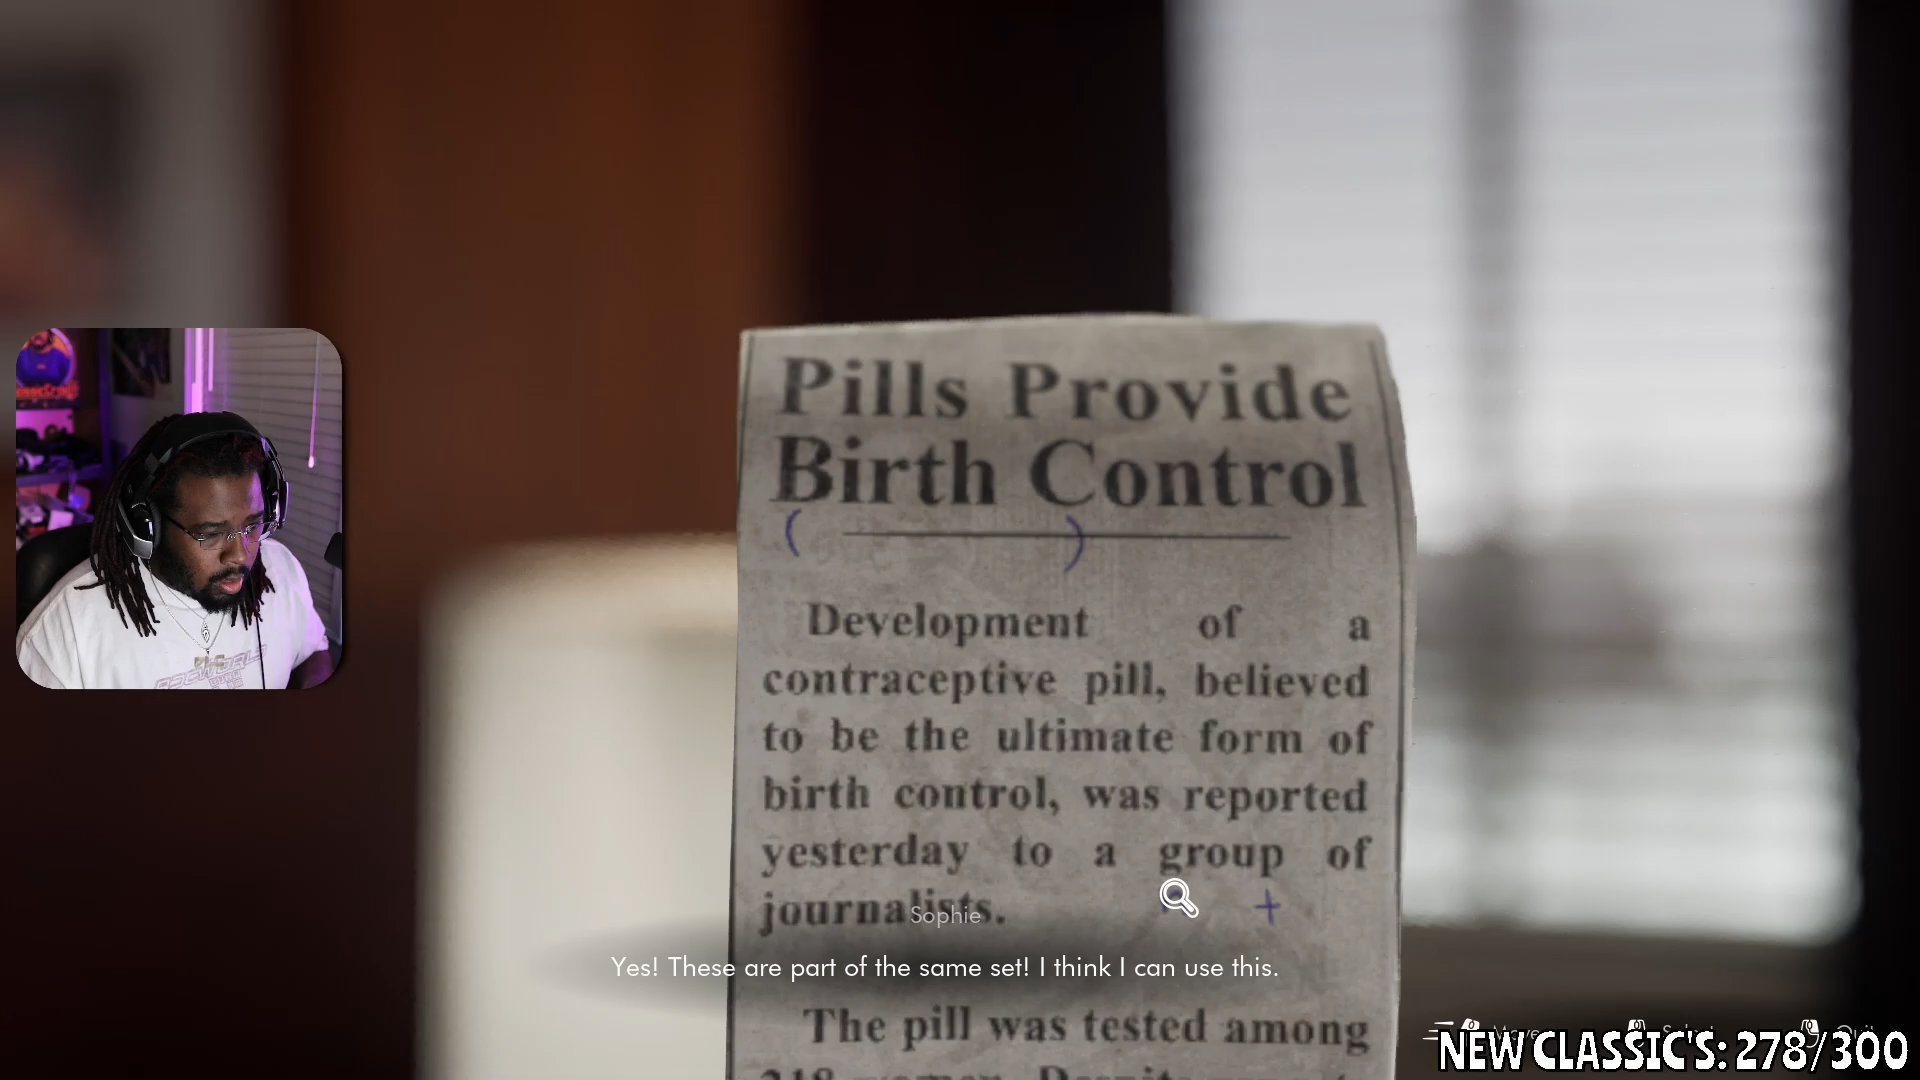 Pills Provide
Birth Control
( )
Development of a
contraceptive pill, believed
to be the ultimate form of
birth control, was reported
yesterday to a group of
journalists.
+
Sophie
Yes! These are part of the same set! I think I can use this.
The pill was tested among
Quit
NEW CLASSIC'S: 278/300